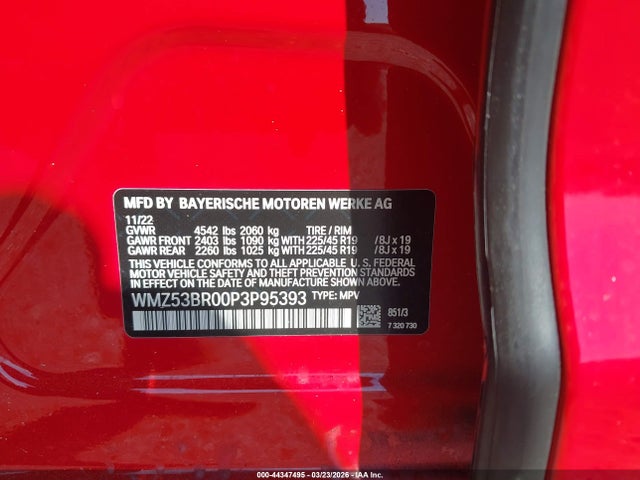 MFD BY BAYERISCHE MOTOREN WERKE AG
11/22
GVWR 4542 lbs 2060 kg TIRE / RIM
GAWR FRONT 2403 lbs 1090 kg WITH 225/45 R19 /8J x 19
GAWR REAR 2260 lbs 1025 kg WITH 225/45 R19 /8J x 19
THIS VEHICLE CONFORMS TO ALL APPLICABLE U.S. FEDERAL
MOTOR VEHICLE SAFETY AND THEFT PREVENTION STANDARDS
IN EFFECT ON THE DATE OF MANUFACTURE SHOWN ABOVE.
WMZ53BR00P3P95393 TYPE: MPV
851/3
7 320 730
000-44347495 - 03/23/2026 - IAA Inc.